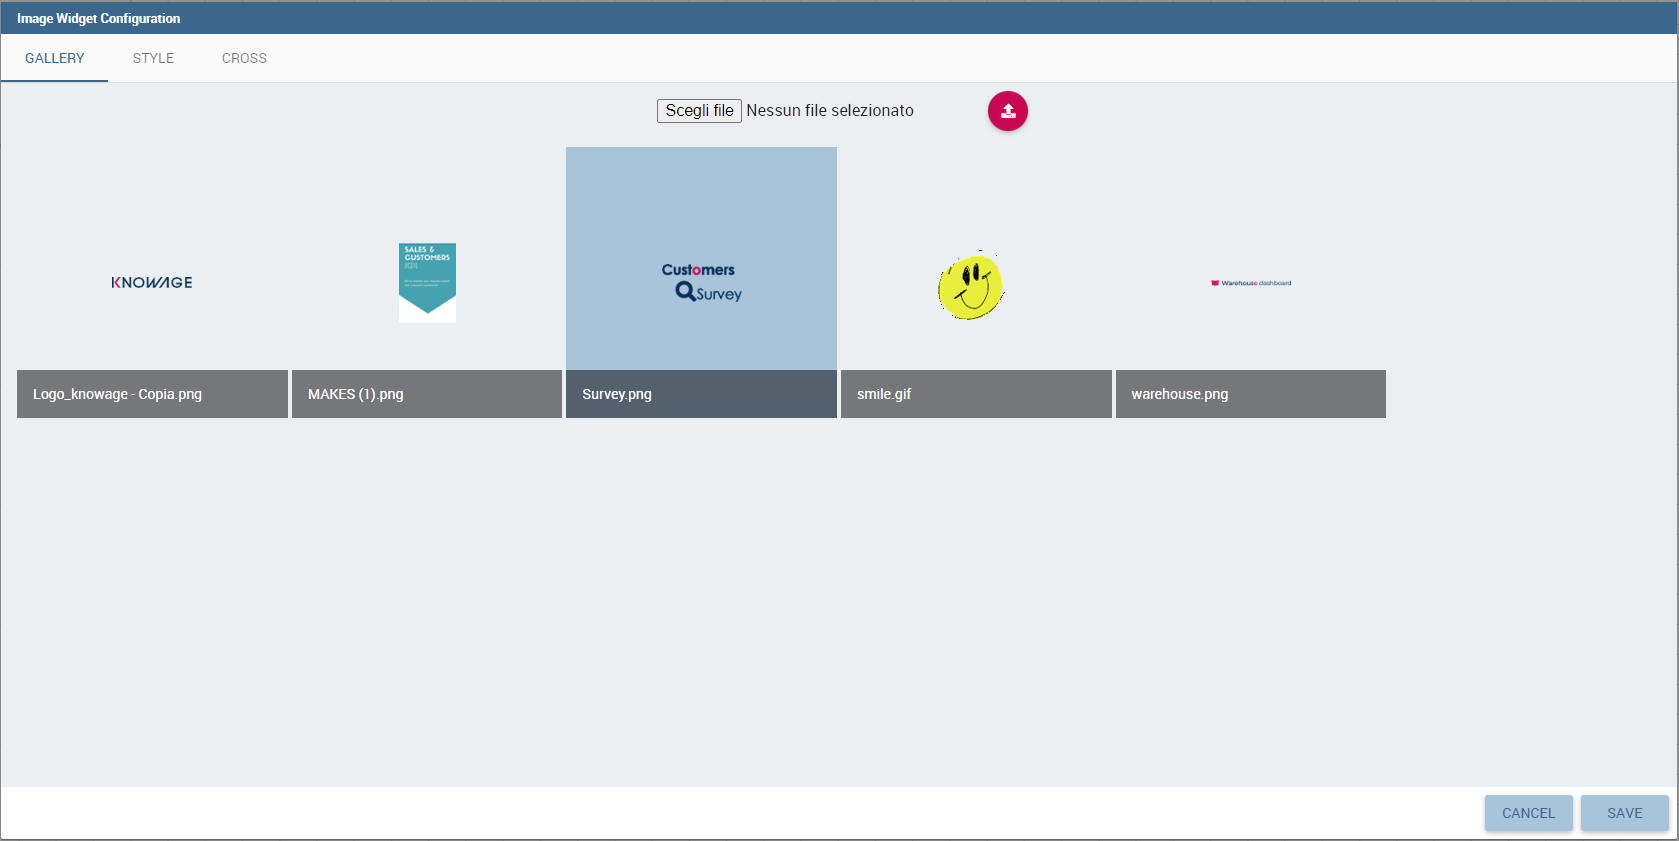 Image Widget Configuration
GALLERY STYLE CROSS
Scegli file Nessun file selezionato
KNOWAGE
SALES &
CUSTOMERS
KPI
Customers
Survey
Warehouse dashboard
Logo_knowage - Copia.png MAKES (1).png Survey.png smile.gif warehouse.png
CANCEL SAVE